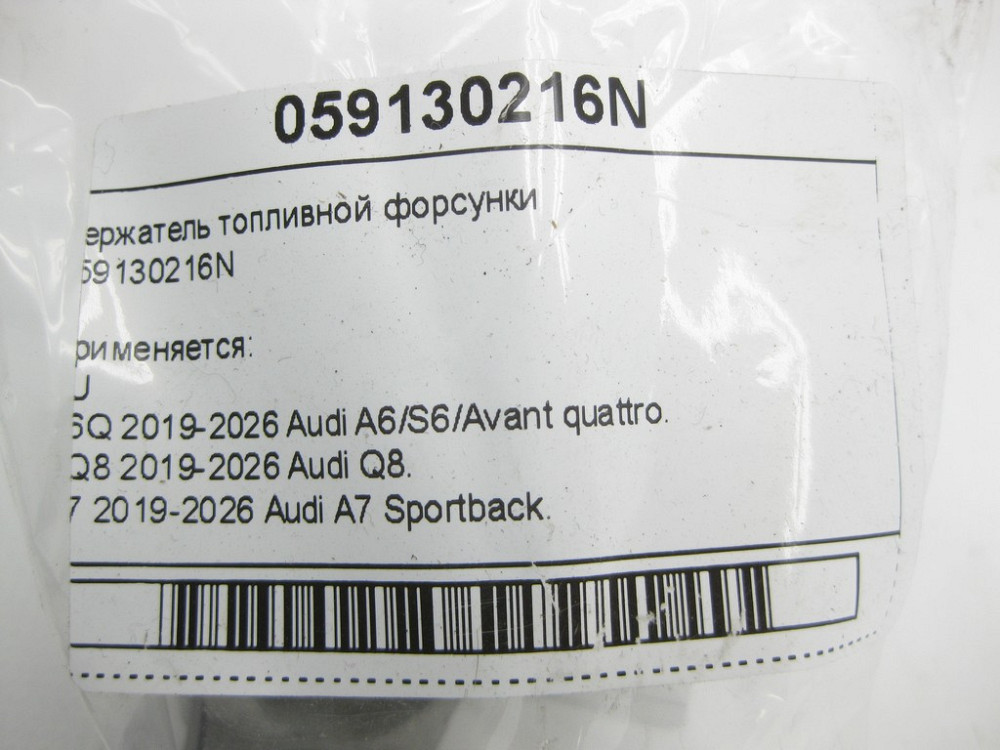 059130216N
ержатель топливной форсунки
59130216N
рименяется:
U
6Q 2019-2026 Audi A6/S6/Avant quattro.
Q8 2019-2026 Audi Q8.
7 2019-2026 Audi A7 Sportback.